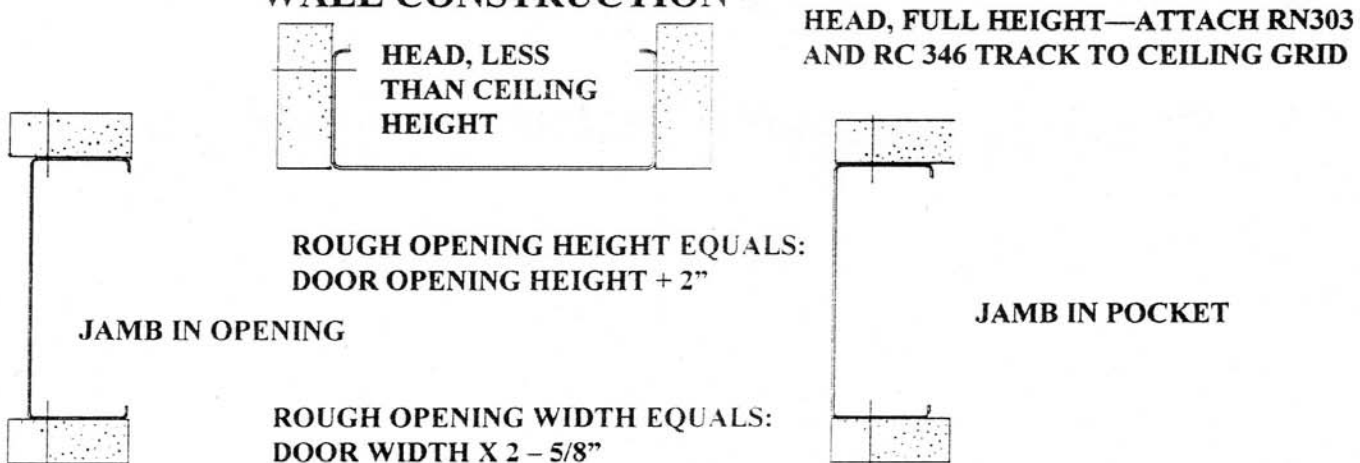 WALL CONSTRUCTION
HEAD, FULL HEIGHT—ATTACH RN303
AND RC 346 TRACK TO CEILING GRID
HEAD, LESS
THAN CEILING
HEIGHT
ROUGH OPENING HEIGHT EQUALS:
DOOR OPENING HEIGHT + 2”
JAMB IN OPENING
JAMB IN POCKET
ROUGH OPENING WIDTH EQUALS:
DOOR WIDTH X 2 – 5/8”